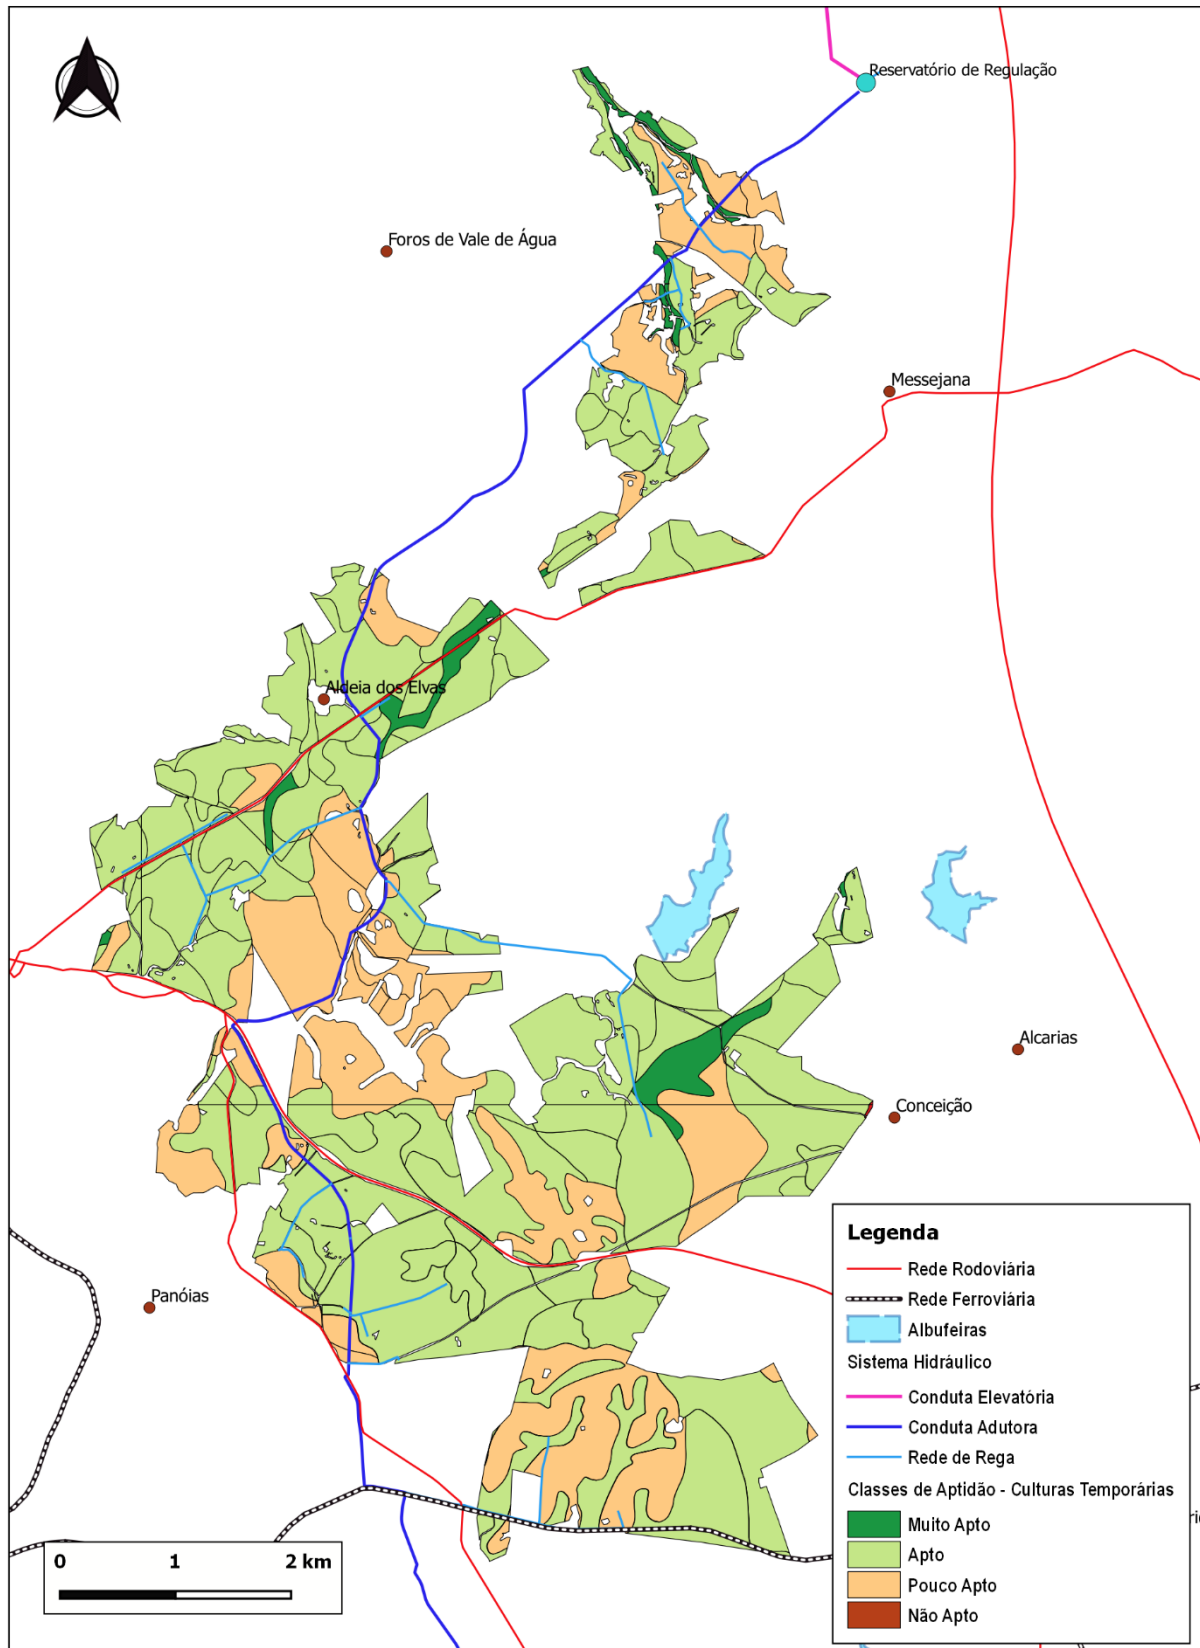 Reservatório de Regulação
Foros de Vale de Água
Messejana
Aldeia dos Elvas
Alcarias
Conceição
Panóias
Legenda
Rede Rodoviária
Rede Ferroviária
Albufeiras
Sistema Hidráulico
Conduta Elevatória
Conduta Adutora
Rede de Rega
Classes de Aptidão - Culturas Temporárias
Muito Apto
Apto
Pouco Apto
Não Apto
0 1 2 km